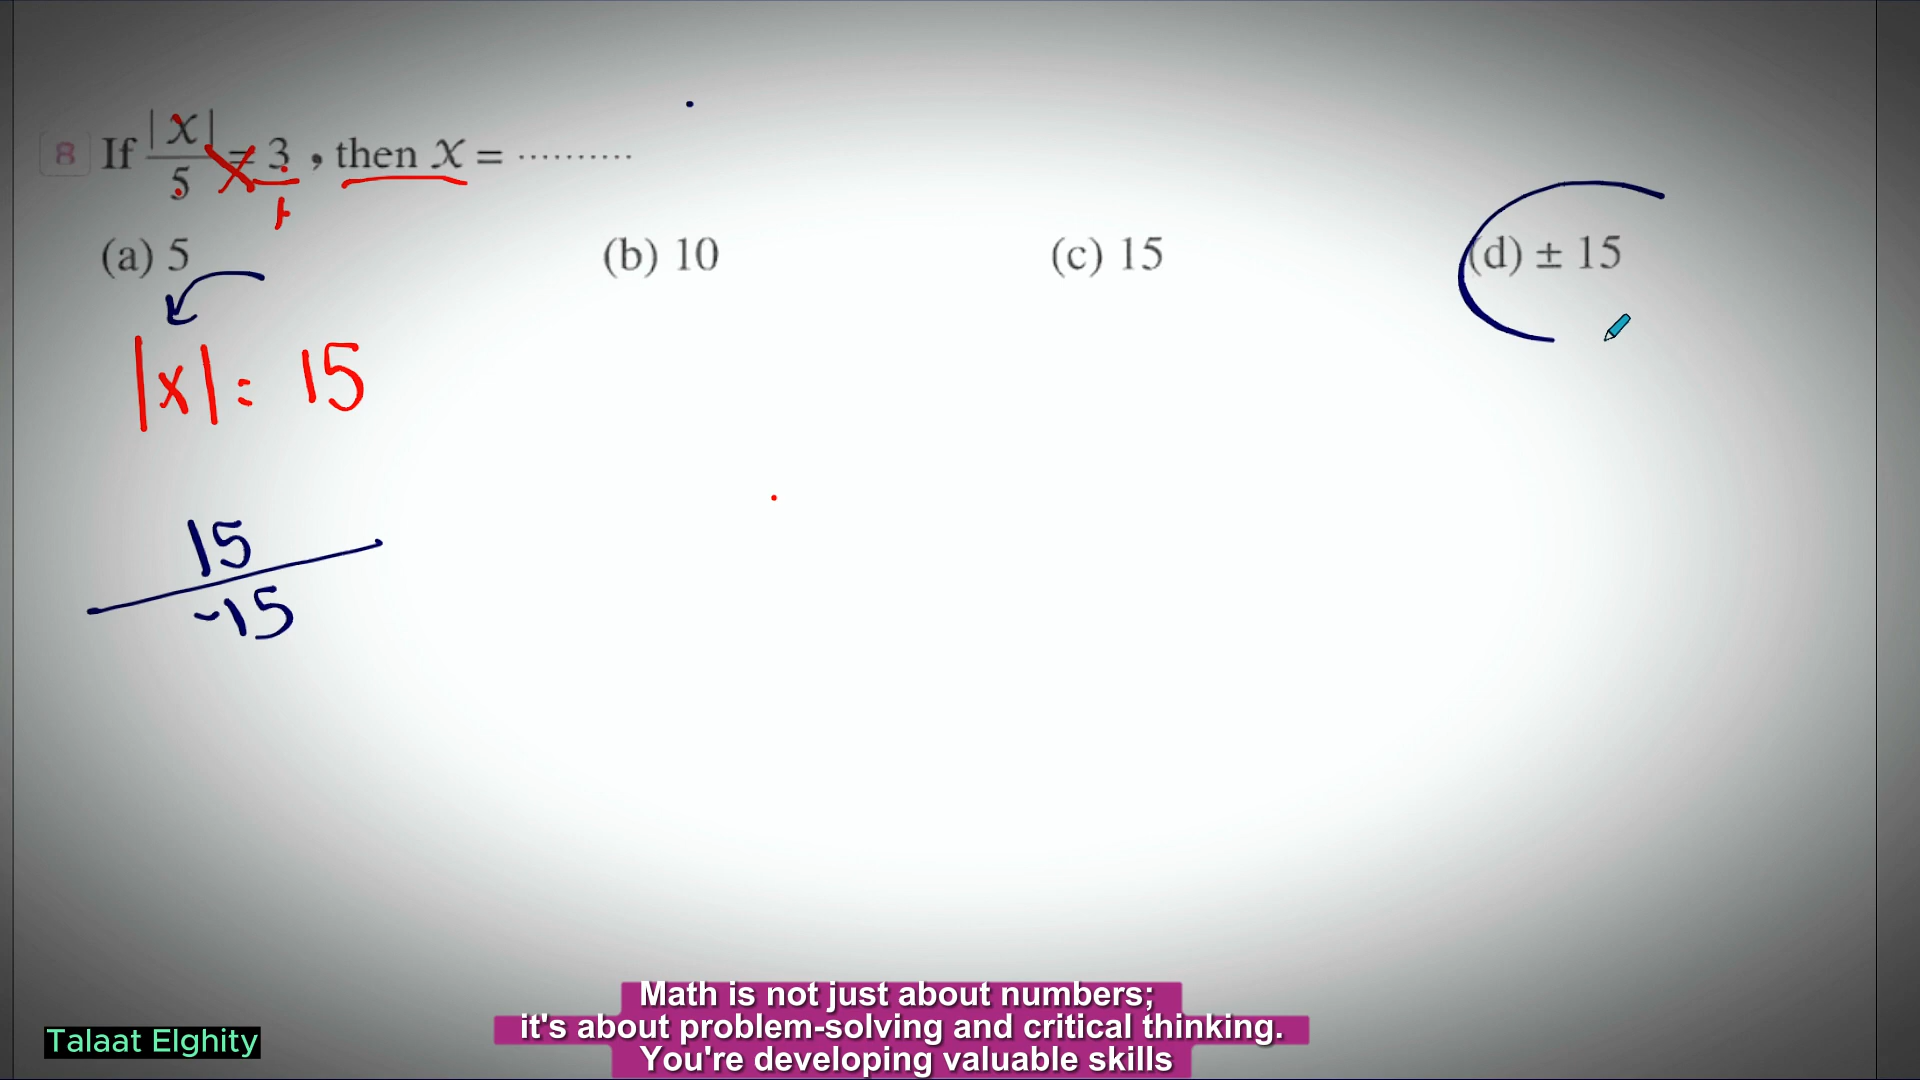 8 If |x|/5 = 3/1 , then x = ..........
(a) 5 (b) 10 (c) 15 (d) ± 15
|x| = 15
15
-15
Math is not just about numbers;
it's about problem-solving and critical thinking.
You're developing valuable skills
Talaat Elghity